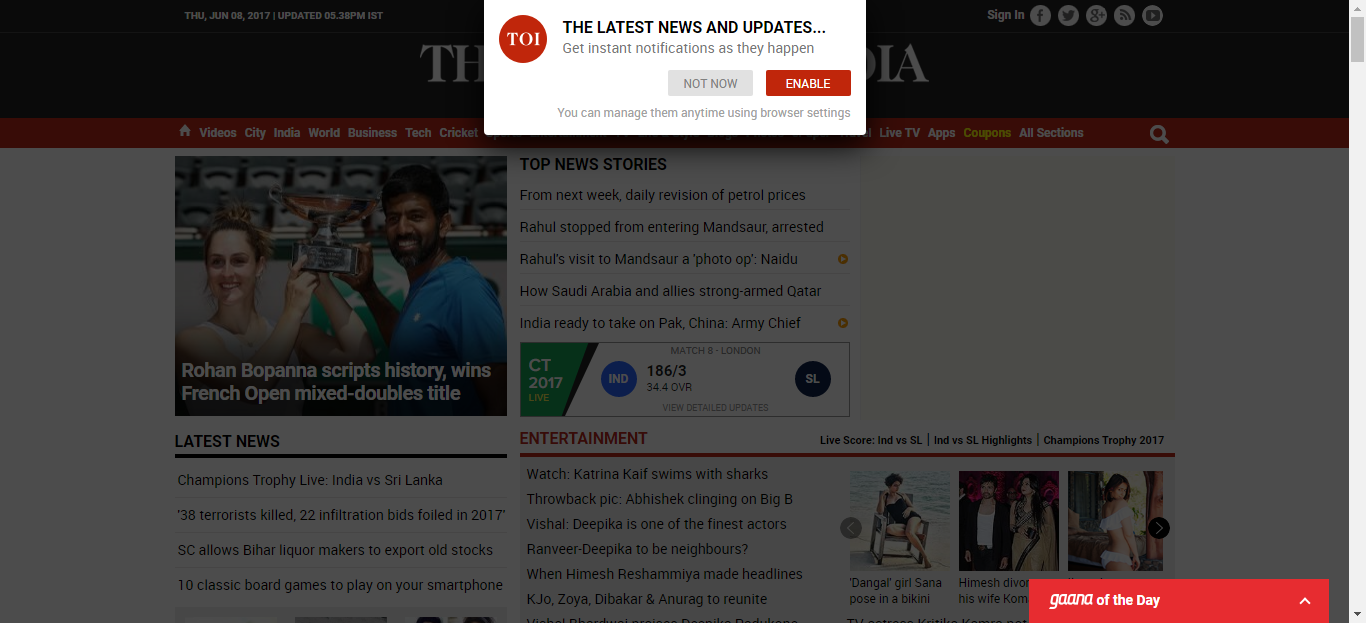 THU, JUN 08, 2017 | UPDATED 05.38PM IST
Sign In
TH
DIA
TOI
THE LATEST NEWS AND UPDATES...
Get instant notifications as they happen
NOT NOW
ENABLE
You can manage them anytime using browser settings
Videos City India World Business Tech Cricket Live TV Apps Coupons All Sections
Rohan Bopanna scripts history, wins
French Open mixed-doubles title
TOP NEWS STORIES
From next week, daily revision of petrol prices
Rahul stopped from entering Mandsaur, arrested
Rahul's visit to Mandsaur a 'photo op': Naidu
How Saudi Arabia and allies strong-armed Qatar
India ready to take on Pak, China: Army Chief
CT
2017
LIVE
MATCH 8 - LONDON
IND
186/3
34.4 OVR
SL
VIEW DETAILED UPDATES
LATEST NEWS
Champions Trophy Live: India vs Sri Lanka
'38 terrorists killed, 22 infiltration bids foiled in 2017'
SC allows Bihar liquor makers to export old stocks
10 classic board games to play on your smartphone
ENTERTAINMENT
Live Score: Ind vs SL | Ind vs SL Highlights | Champions Trophy 2017
Watch: Katrina Kaif swims with sharks
Throwback pic: Abhishek clinging on Big B
Vishal: Deepika is one of the finest actors
Ranveer-Deepika to be neighbours?
When Himesh Reshammiya made headlines
KJo, Zoya, Dibakar & Anurag to reunite
'Dangal' girl Sana
pose in a bikini
Himesh divor
his wife Kom
gaana of the Day